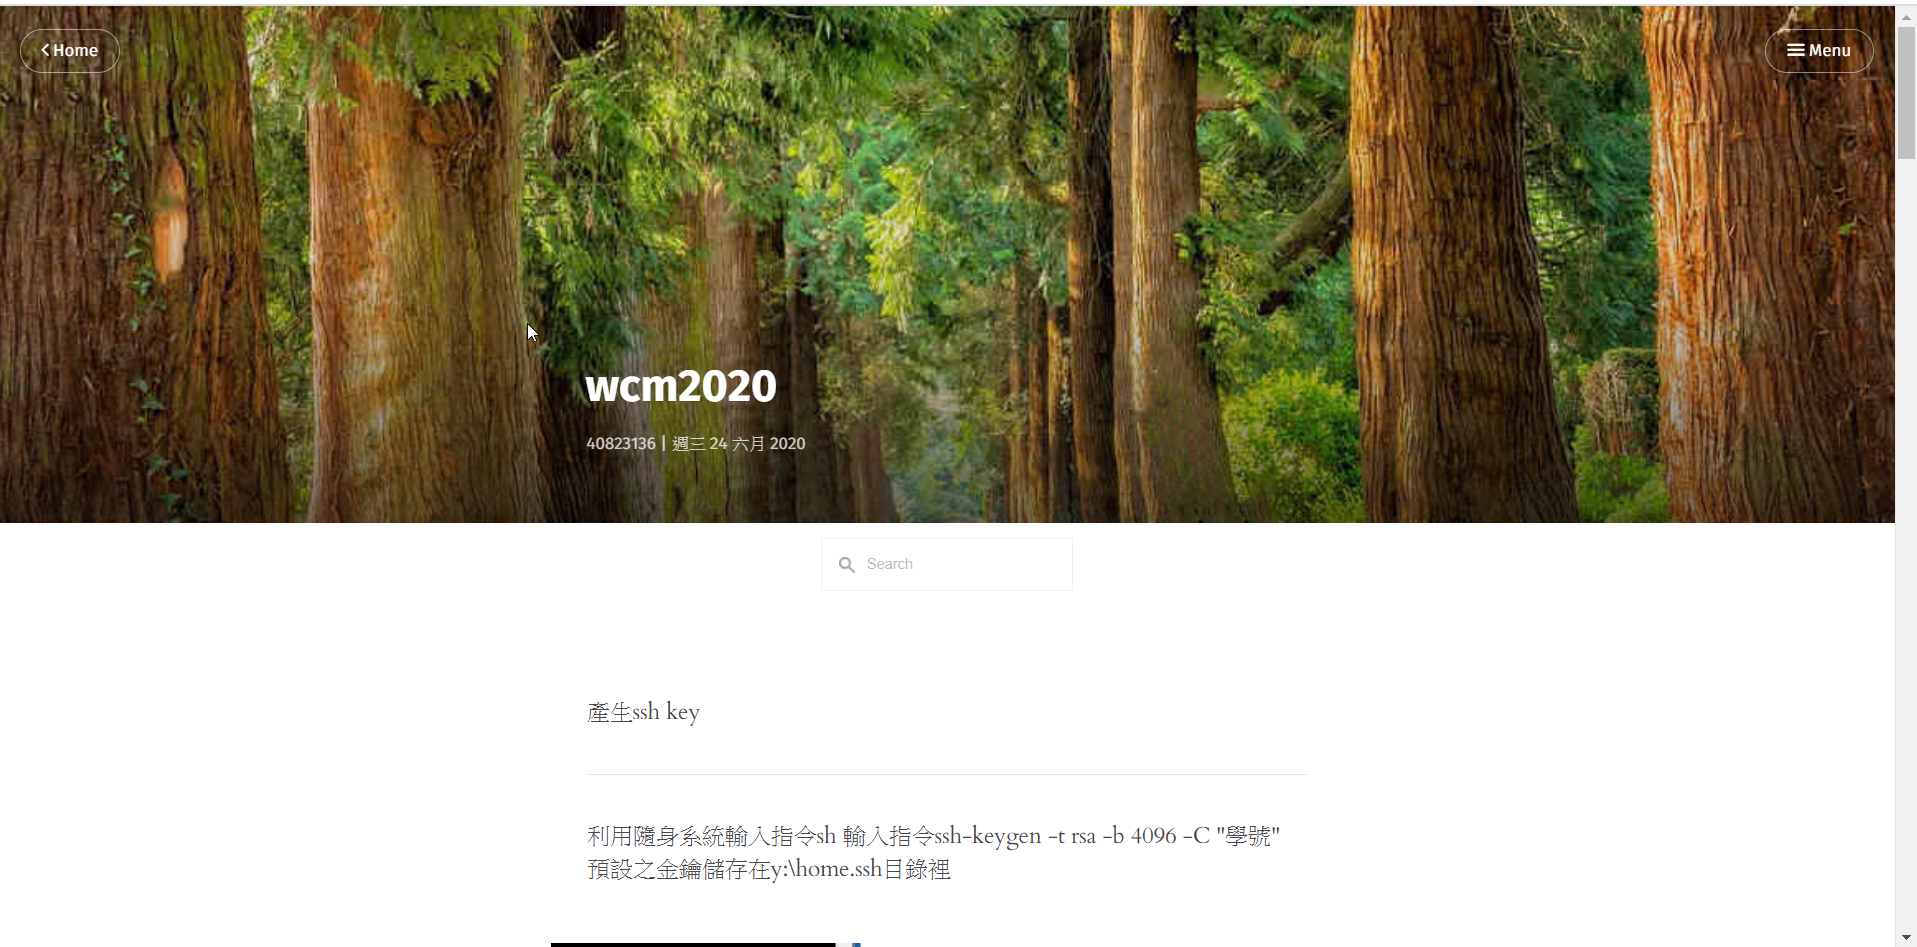 Home
Menu
wcm2020
40823136 | 週三 24 六月 2020
Search
產生ssh key
利用隨身系統輸入指令sh 輸入指令ssh-keygen -t rsa -b 4096 -C "學號"
預設之金鑰儲存在y:\home.ssh目錄裡